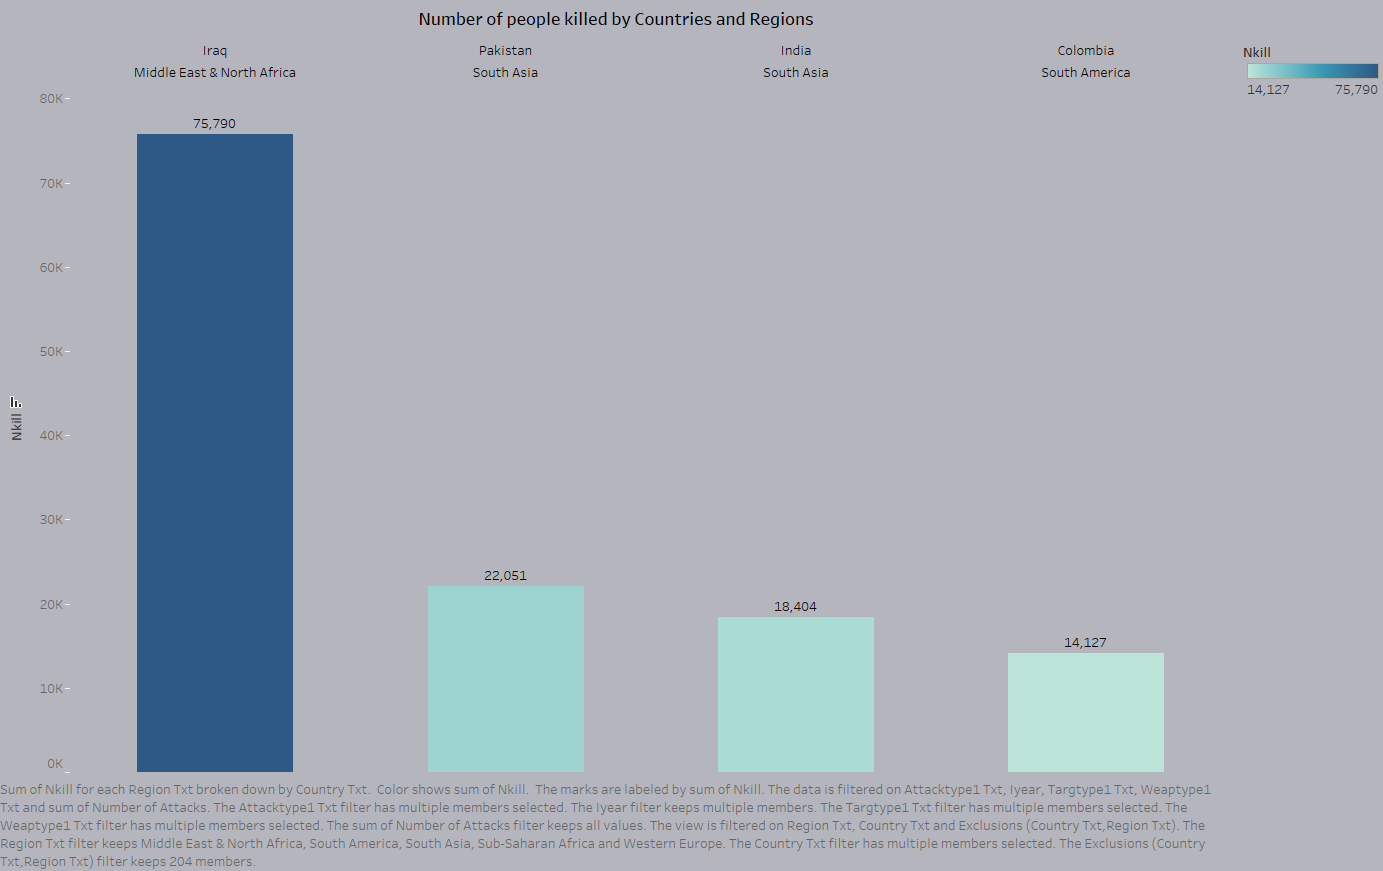 Number of people killed by Countries and Regions
Iraq
Pakistan
India
Colombia
Middle East & North Africa
South Asia
South Asia
South America
Nkill
14,127
75,790
80K
70K
60K
50K
40K
30K
20K
10K
0K
Nkill
75,790
22,051
18,404
14,127
Sum of Nkill for each Region Txt broken down by Country Txt.  Color shows sum of Nkill.  The marks are labeled by sum of Nkill. The data is filtered on Attacktype1 Txt, Iyear, Targtype1 Txt, Weaptype1
Txt and sum of Number of Attacks. The Attacktype1 Txt filter has multiple members selected. The Iyear filter keeps multiple members. The Targtype1 Txt filter has multiple members selected. The
Weaptype1 Txt filter has multiple members selected. The sum of Number of Attacks filter keeps all values. The view is filtered on Region Txt, Country Txt and Exclusions (Country Txt,Region Txt). The
Region Txt filter keeps Middle East & North Africa, South America, South Asia, Sub-Saharan Africa and Western Europe. The Country Txt filter has multiple members selected. The Exclusions (Country
Txt,Region Txt) filter keeps 204 members.